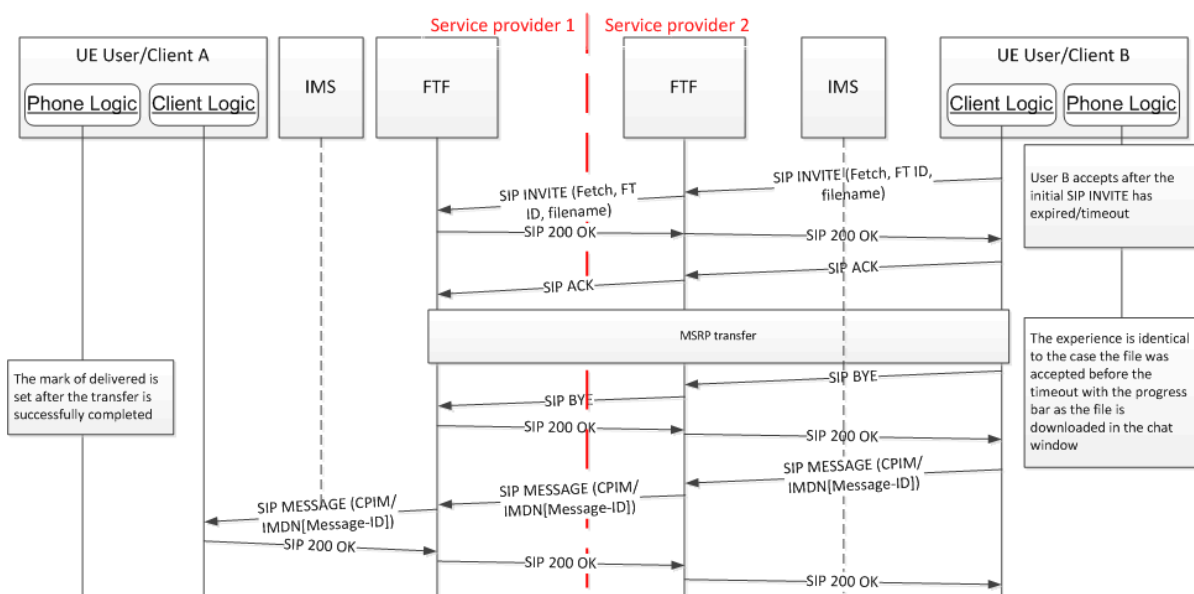 Service provider 1
Service provider 2
UE User/Client A
Phone Logic
Client Logic
IMS
FTF
FTF
IMS
UE User/Client B
Client Logic
Phone Logic
User B accepts after the
initial SIP INVITE has
expired/timeout
SIP INVITE (Fetch, FT ID,
filename)
SIP INVITE (Fetch, FT
ID, filename)
SIP 200 OK
SIP 200 OK
SIP ACK
SIP ACK
MSRP transfer
The experience is identical
to the case the file was
accepted before the
timeout with the progress
bar as the file is
downloaded in the chat
window
The mark of delivered is
set after the transfer is
successfully completed
SIP BYE
SIP BYE
SIP 200 OK
SIP 200 OK
SIP MESSAGE (CPIM/
IMDN[Message-ID])
SIP MESSAGE (CPIM/
IMDN[Message-ID])
SIP MESSAGE (CPIM/
IMDN[Message-ID])
SIP 200 OK
SIP 200 OK
SIP 200 OK